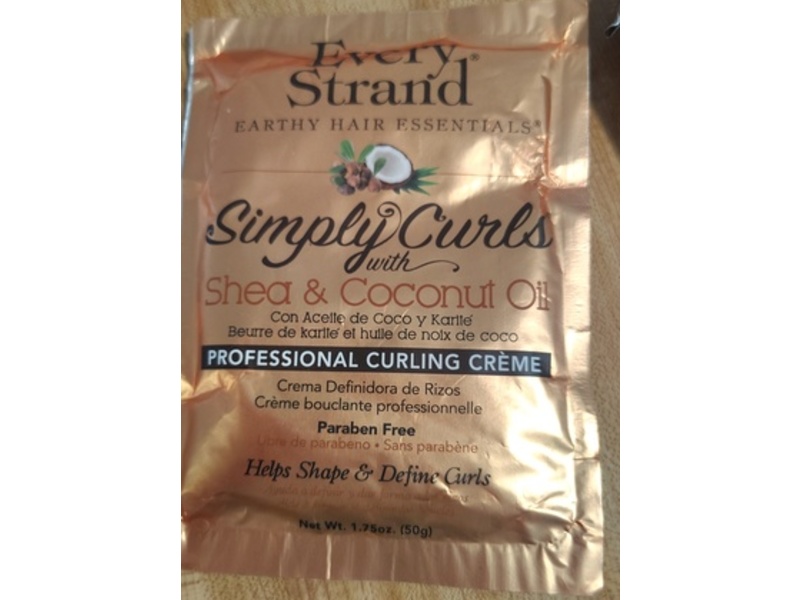 Every
Strand®
EARTHY HAIR ESSENTIALS®
Simply Curls
with
Shea & Coconut Oil
Con Aceite de Coco y Karité
Beurre de karité et huile de noix de coco
PROFESSIONAL CURLING CRÈME
Crema Definidora de Rizos
Crème bouclante professionnelle
Paraben Free
Libre de parabeno • Sans parabène
Helps Shape & Define Curls
Net Wt. 1.75oz. (50g)